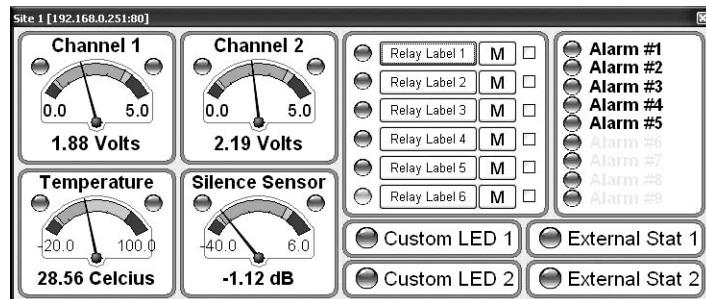 Site 1 [192.168.0.251:80]
Channel 1
0.0 5.0
1.88 Volts
Channel 2
0.0 5.0
2.19 Volts
Temperature
-20.0 100.0
28.56 Celcius
Silence Sensor
-40.0 6.0
-1.12 dB
Relay Label 1 M
Relay Label 2 M
Relay Label 3 M
Relay Label 4 M
Relay Label 5 M
Relay Label 6 M
Alarm #1
Alarm #2
Alarm #3
Alarm #4
Alarm #5
Alarm #6
Alarm #7
Alarm #8
Alarm #9
Custom LED 1
External Stat 1
Custom LED 2
External Stat 2